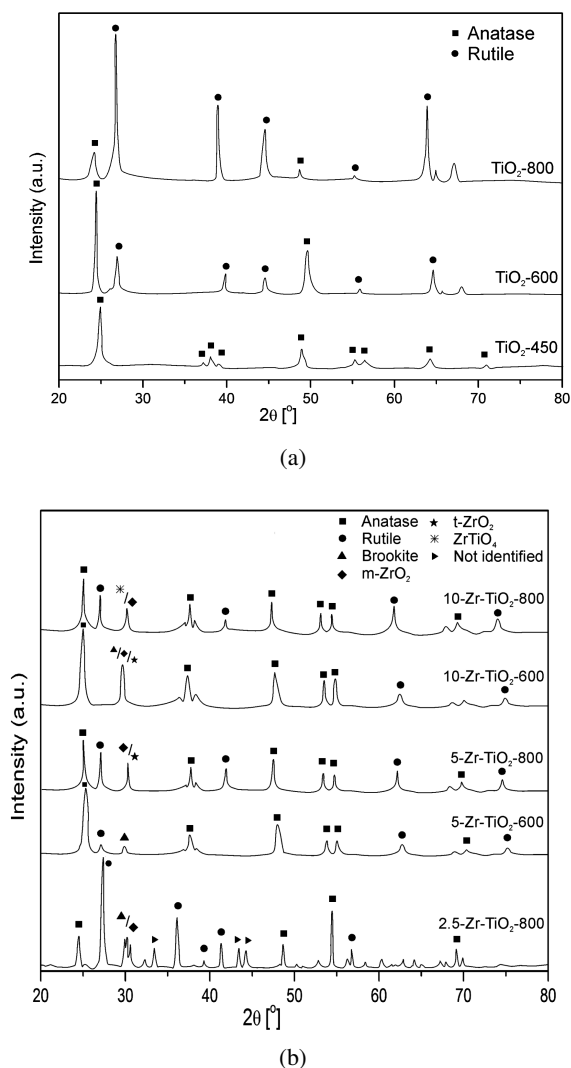 ■ Anatase
● Rutile
TiO₂-800
TiO₂-600
TiO₂-450
Intensity (a.u.)
20 30 40 50 60 70 80
2θ [°]
(a)
■ Anatase ★ t-ZrO₂
● Rutile ✳ ZrTiO₄
▲ Brookite ► Not identified
◆ m-ZrO₂
10-Zr-TiO₂-800
10-Zr-TiO₂-600
5-Zr-TiO₂-800
5-Zr-TiO₂-600
2.5-Zr-TiO₂-800
Intensity (a.u.)
20 30 40 50 60 70 80
2θ [°]
(b)